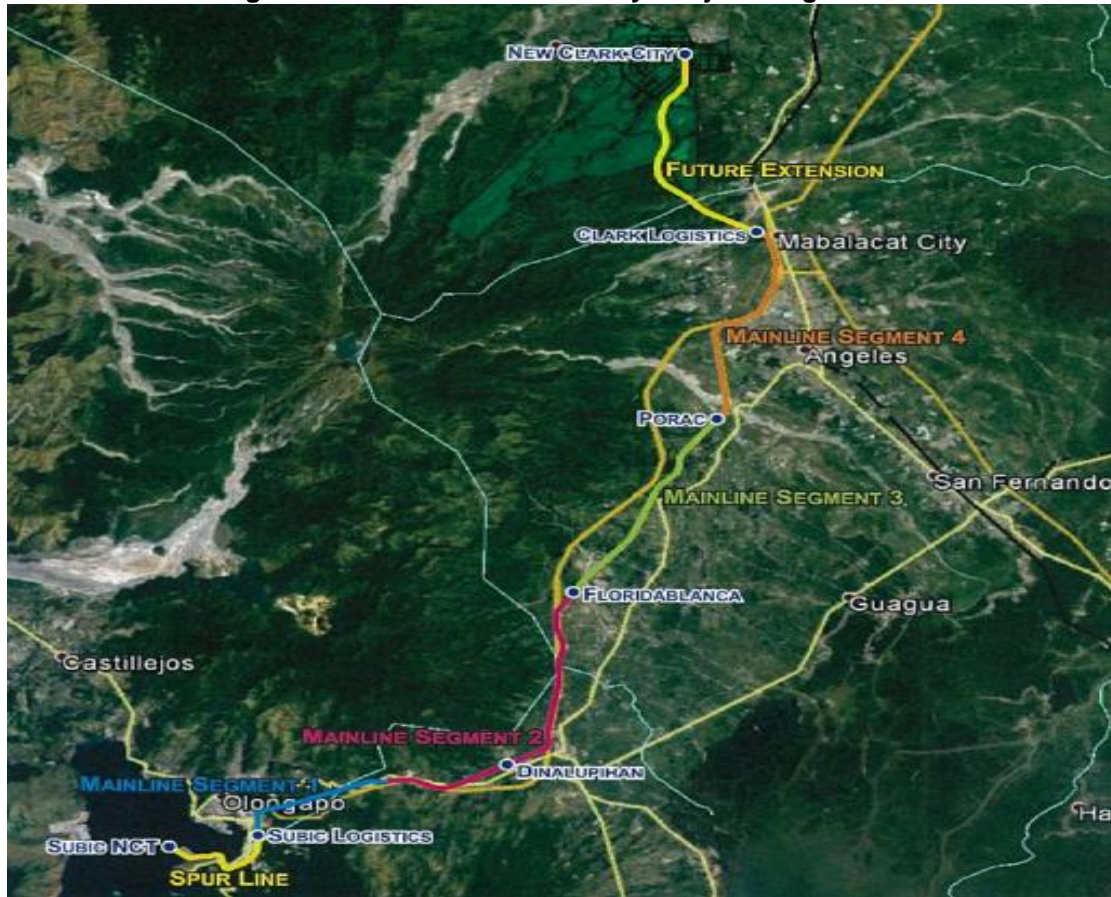 NEW CLARK CITY
FUTURE EXTENSION
CLARK LOGISTICS
Mabalacat City
MAINLINE SEGMENT 4
Angeles
PORAC
San Fernando
MAINLINE SEGMENT 3
FLORIDABLANCA
Guagua
Castillejos
MAINLINE SEGMENT 2
DINALUPIHAN
MAINLINE SEGMENT 1
Olongapo
Ha
SUBIC LOGISTICS
SUBIC NCT
SPUR LINE